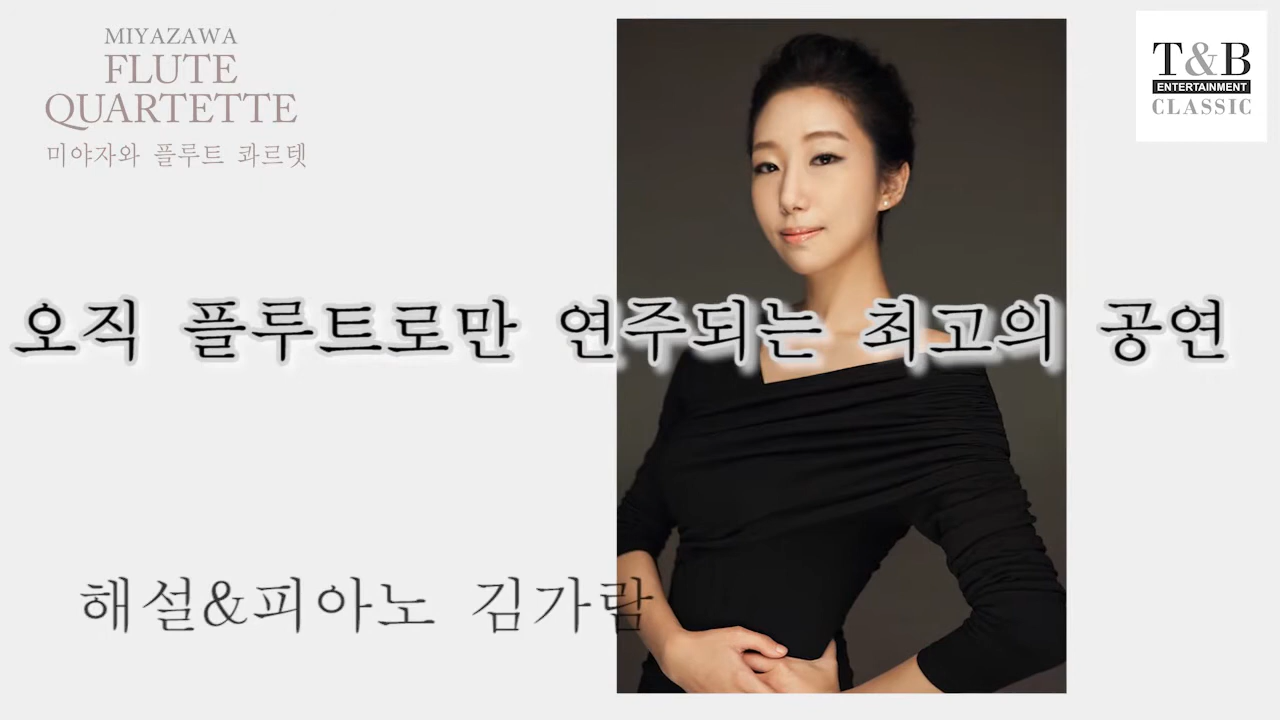 MIYAZAWA
FLUTE
QUARTETTE
미야자와 플루트 콰르텟
T&B
ENTERTAINMENT
CLASSIC
오직 플루트로만 연주되는 최고의 공연
해설&피아노 김가람